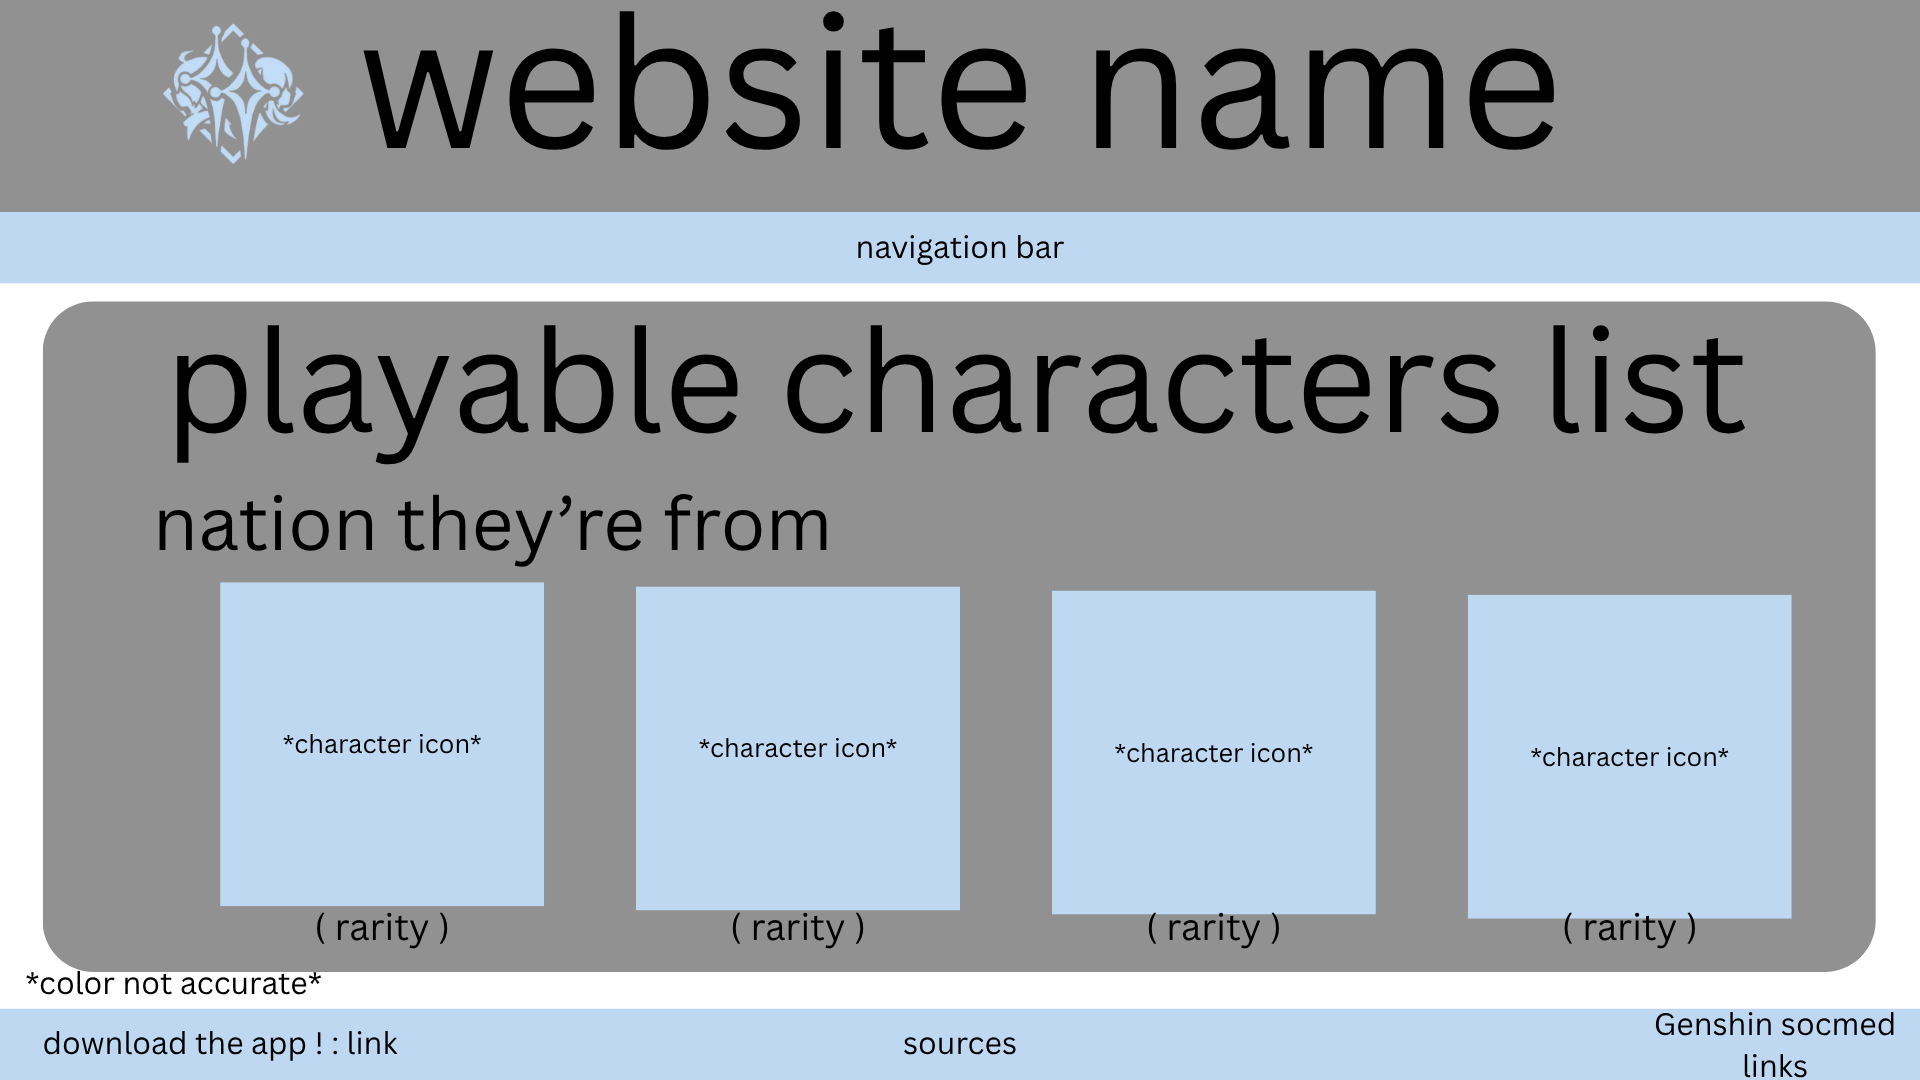 website name
navigation bar
playable characters list
nation they’re from
*character icon*
*character icon*
*character icon*
*character icon*
( rarity )
( rarity )
( rarity )
( rarity )
*color not accurate*
download the app ! : link
sources
Genshin socmed
links